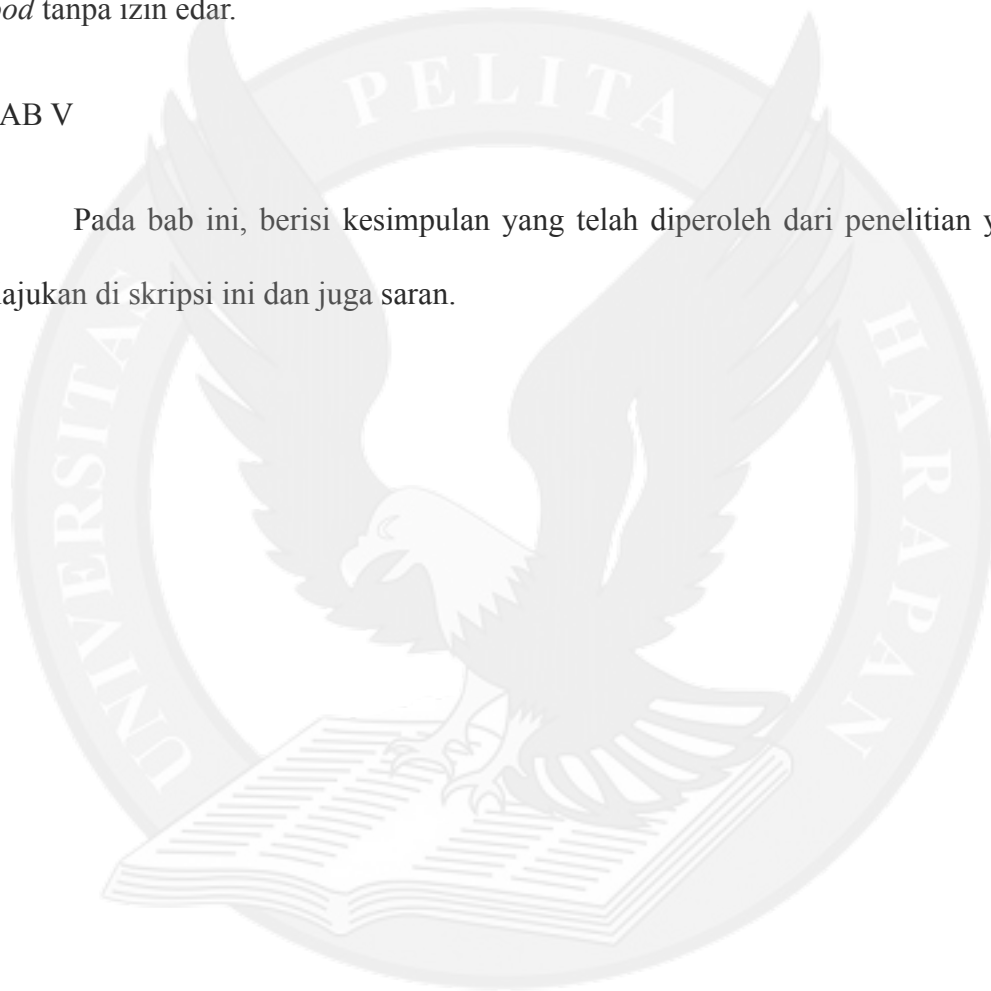 ood tanpa izin edar.
AB V
Pada bab ini, berisi kesimpulan yang telah diperoleh dari penelitian y
ajukan di skripsi ini dan juga saran.
UNIVERSITAS PELITA HARAPAN